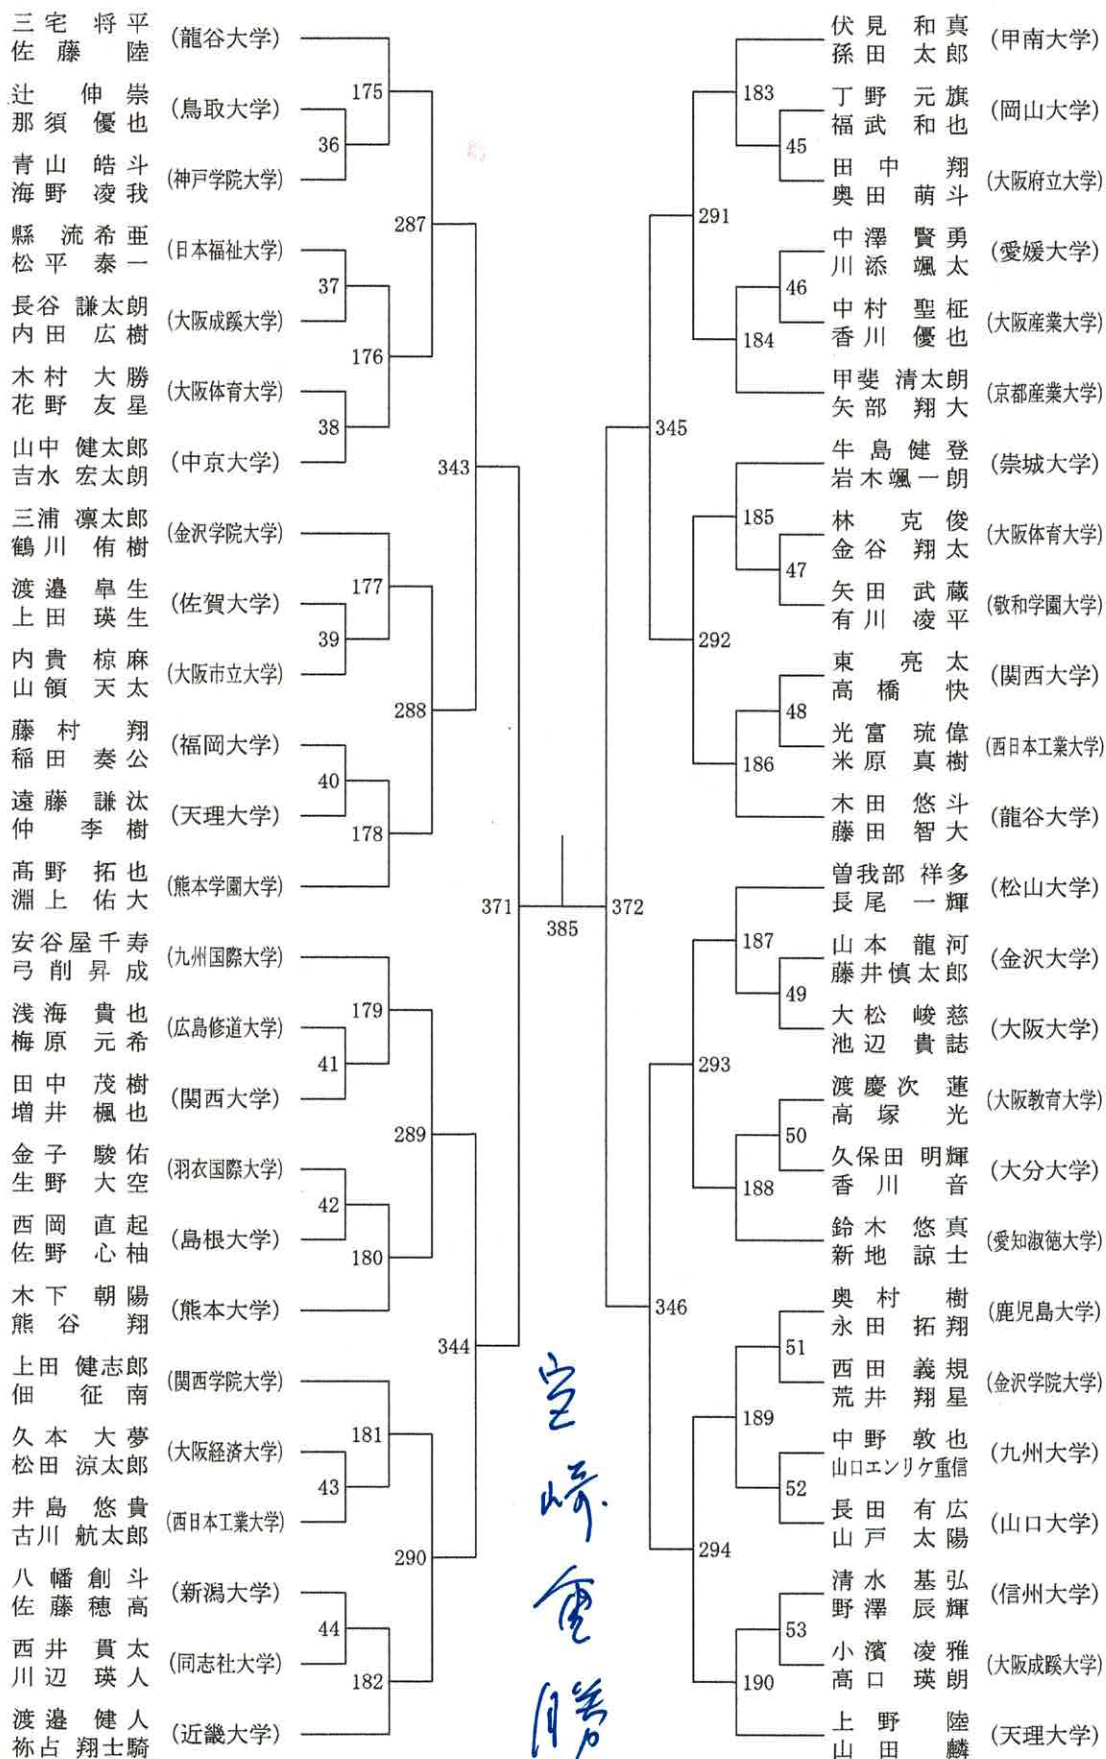 三宅 将平
佐藤 陸
(龍谷大学)
辻 伸崇
那須 優也
(鳥取大学)
青山 皓斗
海野 凌我
(神戸学院大学)
縣 流希亜
松平 泰一
(日本福祉大学)
長谷 謙太朗
内田 広樹
(大阪成蹊大学)
木村 大勝
花野 友星
(大阪体育大学)
山中 健太郎
吉水 宏太朗
(中京大学)
三浦 凛太郎
鶴川 侑樹
(金沢学院大学)
渡邉 皐生
上田 瑛生
(佐賀大学)
内貴 椋麻
山領 天太
(大阪市立大学)
藤村 翔
稲田 奏公
(福岡大学)
遠藤 謙汰
仲 李樹
(天理大学)
髙野 拓也
淵上 佑大
(熊本学園大学)
安谷屋千寿
弓削昇成
(九州国際大学)
浅海 貴也
梅原 元希
(広島修道大学)
田中 茂樹
増井 楓也
(関西大学)
金子 駿佑
生野 大空
(羽衣国際大学)
西岡 直起
佐野 心柚
(島根大学)
木下 朝陽
熊谷 翔
(熊本大学)
上田 健志郎
佃 征南
(関西学院大学)
久本 大夢
松田 涼太郎
(大阪経済大学)
井島 悠貴
古川 航太郎
(西日本工業大学)
八幡創斗
佐藤穂高
(新潟大学)
西井 貫太
川辺 瑛人
(同志社大学)
渡邉 健人
祢占 翔士騎
(近畿大学)
36
37
38
39
40
41
42
43
44
175
176
177
178
179
180
181
182
287
288
289
290
343
344
371
385
372
345
346
291
292
293
294
183
184
185
186
187
188
189
190
45
46
47
48
49
50
51
52
53
伏見 和真
孫田 太郎
(甲南大学)
丁野 元旗
福武 和也
(岡山大学)
田中 翔
奥田 萌斗
(大阪府立大学)
中澤 賢勇
川添 颯太
(愛媛大学)
中村 聖柾
香川 優也
(大阪産業大学)
甲斐 清太朗
矢部 翔大
(京都産業大学)
牛島健登
岩木颯一朗
(崇城大学)
林 克俊
金谷 翔太
(大阪体育大学)
矢田 武蔵
有川 凌平
(敬和学園大学)
東 亮太
高橋 快
(関西大学)
光富 琉偉
米原 真樹
(西日本工業大学)
木田 悠斗
藤田 智大
(龍谷大学)
曽我部 祥多
長尾 一輝
(松山大学)
山本 龍河
藤井慎太郎
(金沢大学)
大松 峻慈
池辺 貴誌
(大阪大学)
渡慶次 蓮
高塚 光
(大阪教育大学)
久保田 明輝
香川 音
(大分大学)
鈴木 悠真
新地 諒士
(愛知淑徳大学)
奥村 樹
永田 拓翔
(鹿児島大学)
西田 義規
荒井 翔星
(金沢学院大学)
中野 敦也
山口エンリケ重信
(九州大学)
長田 有広
山戸 太陽
(山口大学)
清水 基弘
野澤 辰輝
(信州大学)
小濱 凌雅
高口 瑛朗
(大阪成蹊大学)
上野 陸
山田 麟
(天理大学)